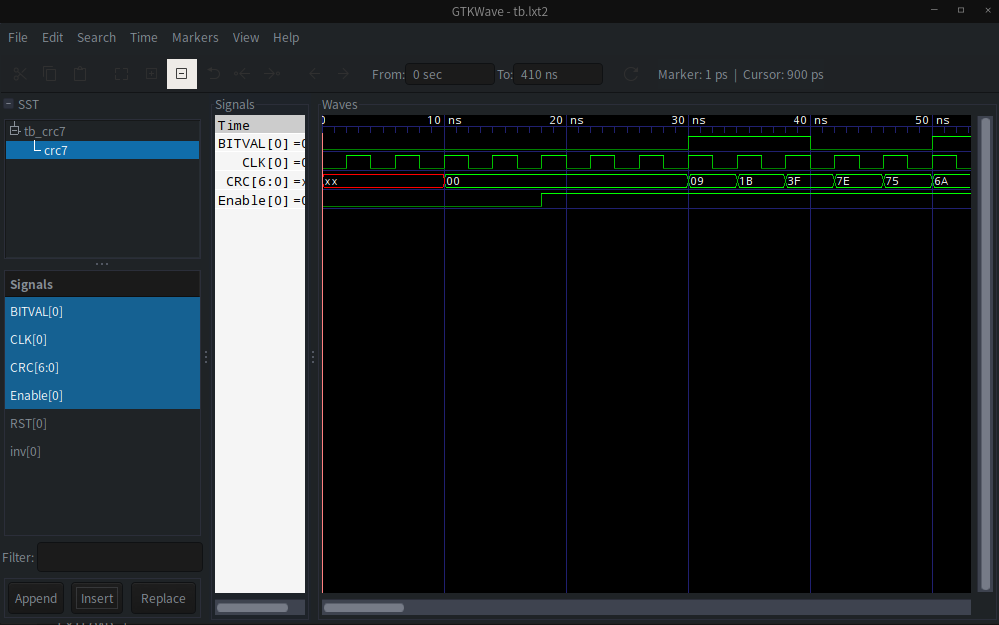 GTKWave - tb.lxt2
File Edit Search Time Markers View Help
From: 0 sec To: 410 ns Marker: 1 ps | Cursor: 900 ps
SST
tb_crc7
crc7
Signals
BITVAL[0]
CLK[0]
CRC[6:0]
Enable[0]
RST[0]
inv[0]
Filter:
Append Insert Replace
Signals
Time
BITVAL[0] =
CLK[0] =
CRC[6:0] =x
Enable[0] =
Waves
0 10 ns 20 ns 30 ns 40 ns 50 ns
xx 00 09 1B 3F 7E 75 6A